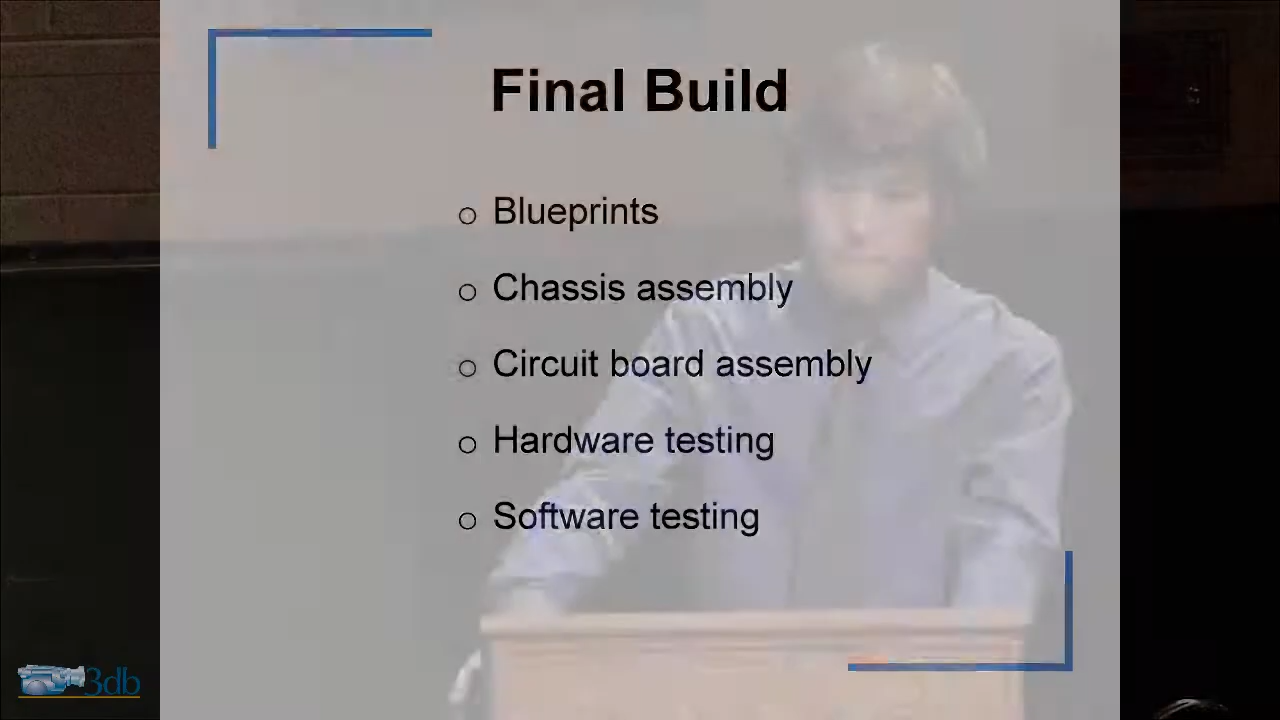 Final Build
Blueprints
Chassis assembly
Circuit board assembly
Hardware testing
Software testing
3db